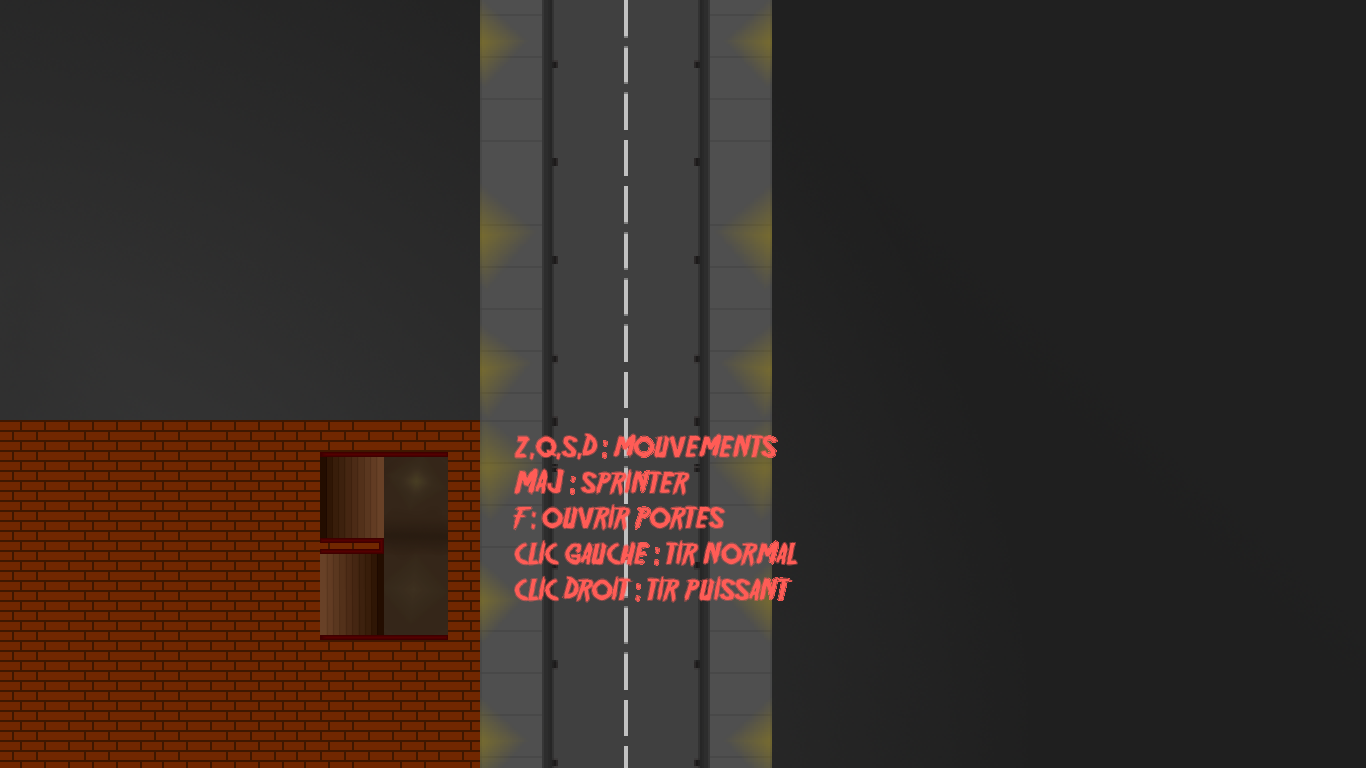 Z,Q,S,D : MOUVEMENTS
MAJ : SPRINTER
F : OUVRIR PORTES
CLIC GAUCHE : TIR NORMAL
CLIC DROIT : TIR PUISSANT